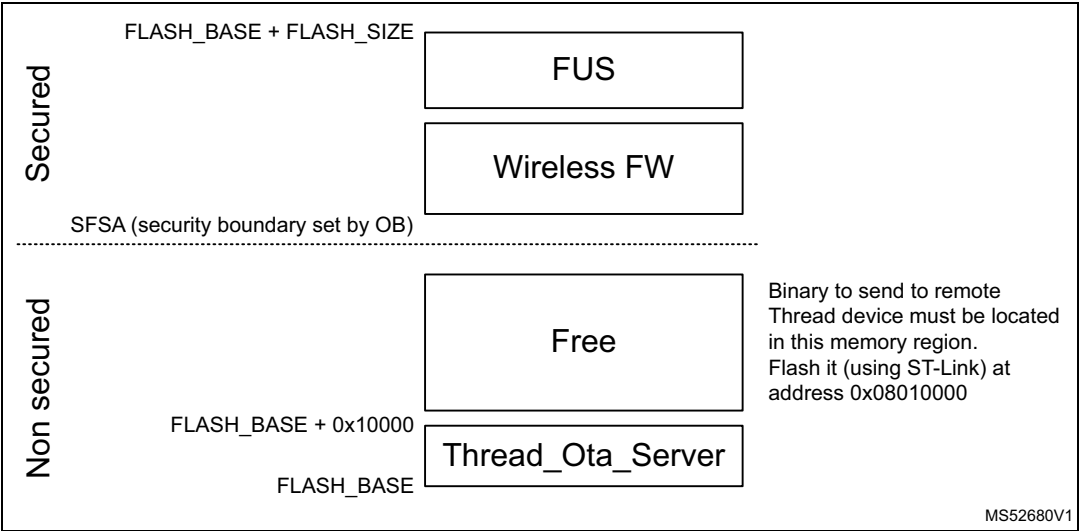 FLASH_BASE + FLASH_SIZE
Secured
FUS
Wireless FW
SFSA (security boundary set by OB)
Non secured
Free
Binary to send to remote
Thread device must be located
in this memory region.
Flash it (using ST-Link) at
address 0x08010000
FLASH_BASE + 0x10000
Thread_Ota_Server
FLASH_BASE
MS52680V1